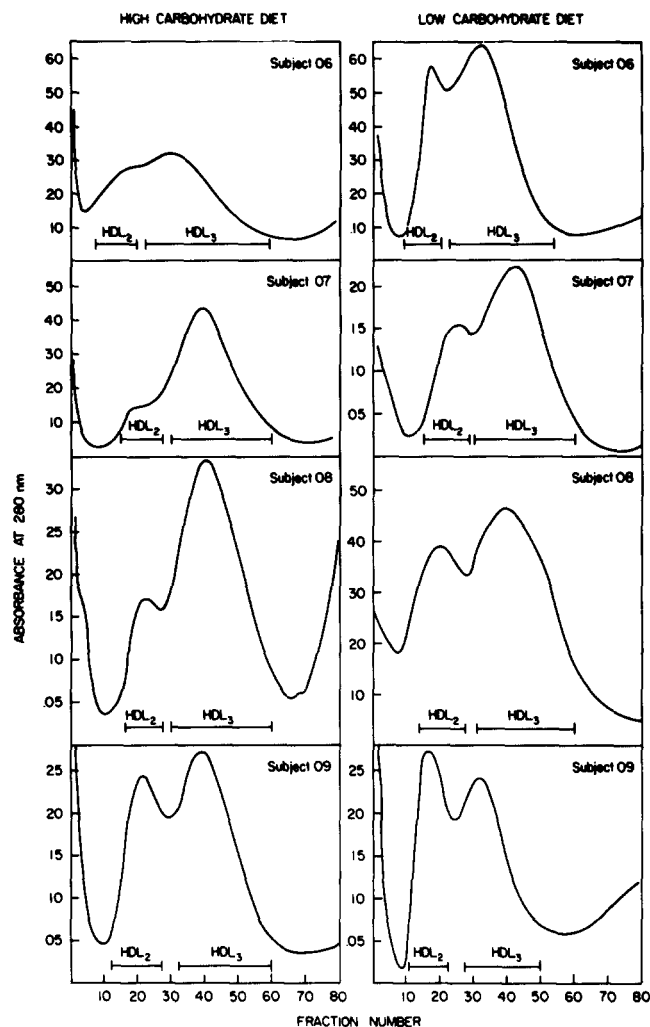 HIGH CARBOHYDRATE DIET
LOW CARBOHYDRATE DIET
ABSORBANCE AT 280 nm
.60
.50
.40
.30
.20
.10
Subject 06
HDL₂
HDL₃
.60
.50
.40
.30
.20
.10
Subject 06
HDL₂
HDL₃
.50
.40
.30
.20
.10
Subject 07
HDL₂
HDL₃
.20
.15
.10
.05
Subject 07
HDL₂
HDL₃
.30
.25
.20
.15
.10
.05
Subject 08
HDL₂
HDL₃
.50
.40
.30
.20
.10
Subject 08
HDL₂
HDL₃
.25
.20
.15
.10
.05
Subject 09
HDL₂
HDL₃
.25
.20
.15
.10
.05
Subject 09
HDL₂
HDL₃
10 20 30 40 50 60 70 80
10 20 30 40 50 60 70 80
FRACTION NUMBER